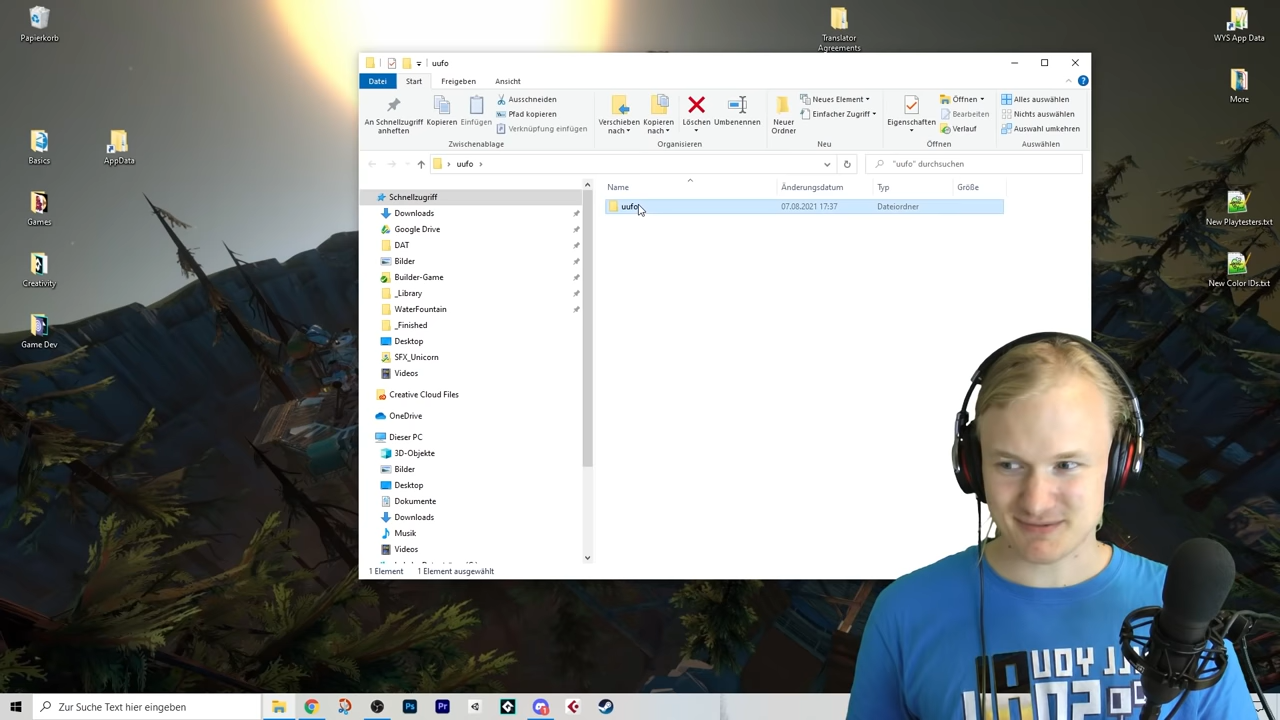 Papierkorb
Translator
Agreements
WYS App Data
uufo
Datei
Start
Freigeben
Ansicht
An Schnellzugriff
anheften
Kopieren
Einfügen
Ausschneiden
Pfad kopieren
Verknüpfung einfügen
Zwischenablage
Verschieben
nach
Kopieren
nach
Löschen
Umbenennen
Organisieren
Neuer
Ordner
Neues Element
Einfacher Zugriff
Neu
Eigenschaften
Öffnen
Bearbeiten
Verlauf
Öffnen
Alles auswählen
Nichts auswählen
Auswahl umkehren
Auswählen
uufo
"uufo" durchsuchen
Name
Änderungsdatum
Typ
Größe
uufo
07.08.2021 17:37
Dateiordner
Schnellzugriff
Downloads
Google Drive
DAT
Bilder
Builder-Game
_Library
WaterFountain
_Finished
Desktop
SFX_Unicorn
Videos
Creative Cloud Files
OneDrive
Dieser PC
3D-Objekte
Bilder
Desktop
Dokumente
Downloads
Musik
Videos
1 Element
1 Element ausgewählt
Basics
AppData
Games
Creativity
Game Dev
More
New Playtesters.txt
New Color IDs.txt
Zur Suche Text hier eingeben
Ps
Pr